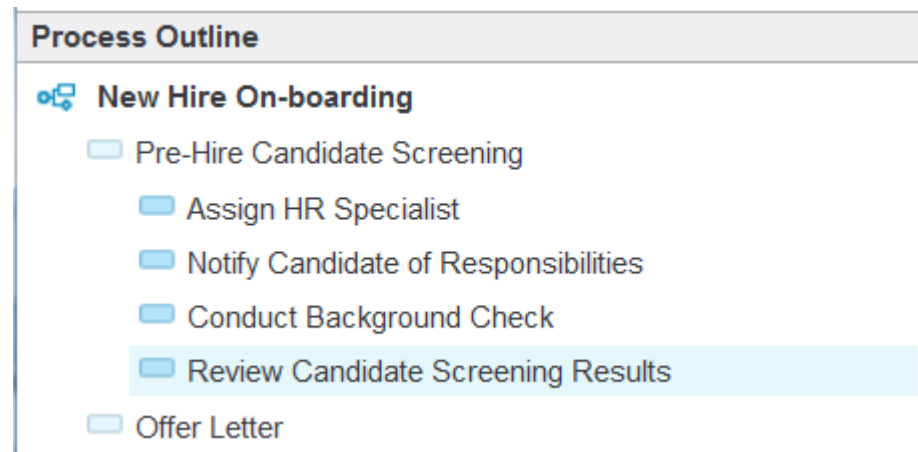 Process Outline
New Hire On-boarding
Pre-Hire Candidate Screening
Assign HR Specialist
Notify Candidate of Responsibilities
Conduct Background Check
Review Candidate Screening Results
Offer Letter